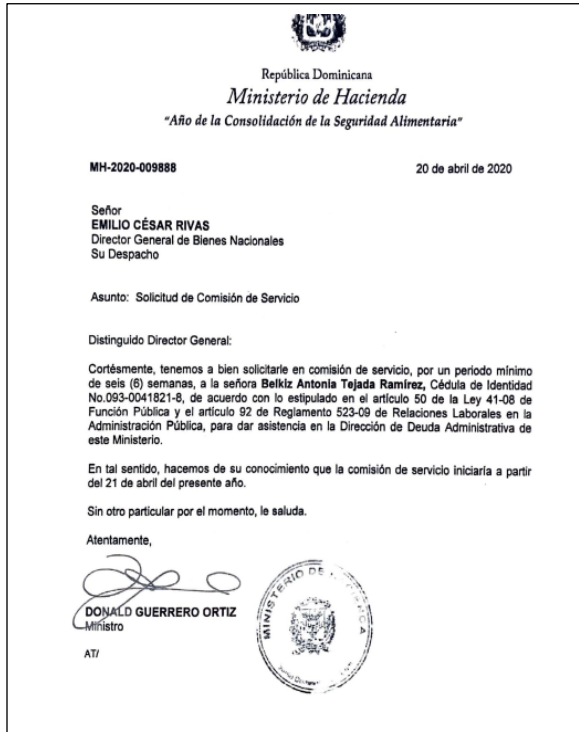 República Dominicana
Ministerio de Hacienda
"Año de la Consolidación de la Seguridad Alimentaria"
MH-2020-009888
20 de abril de 2020
Señor
EMILIO CÉSAR RIVAS
Director General de Bienes Nacionales
Su Despacho
Asunto: Solicitud de Comisión de Servicio
Distinguido Director General:
Cortésmente, tenemos a bien solicitarle en comisión de servicio, por un periodo mínimo
de seis (6) semanas, a la señora Belkiz Antonia Tejada Ramírez, Cédula de Identidad
No.093-0041821-8, de acuerdo con lo estipulado en el artículo 50 de la Ley 41-08 de
Función Pública y el artículo 92 de Reglamento 523-09 de Relaciones Laborales en la
Administración Pública, para dar asistencia en la Dirección de Deuda Administrativa de
este Ministerio.
En tal sentido, hacemos de su conocimiento que la comisión de servicio iniciaría a partir
del 21 de abril del presente año.
Sin otro particular por el momento, le saluda.
Atentamente,
DONALD GUERRERO ORTIZ
Ministro
AT/
MINISTERIO DE